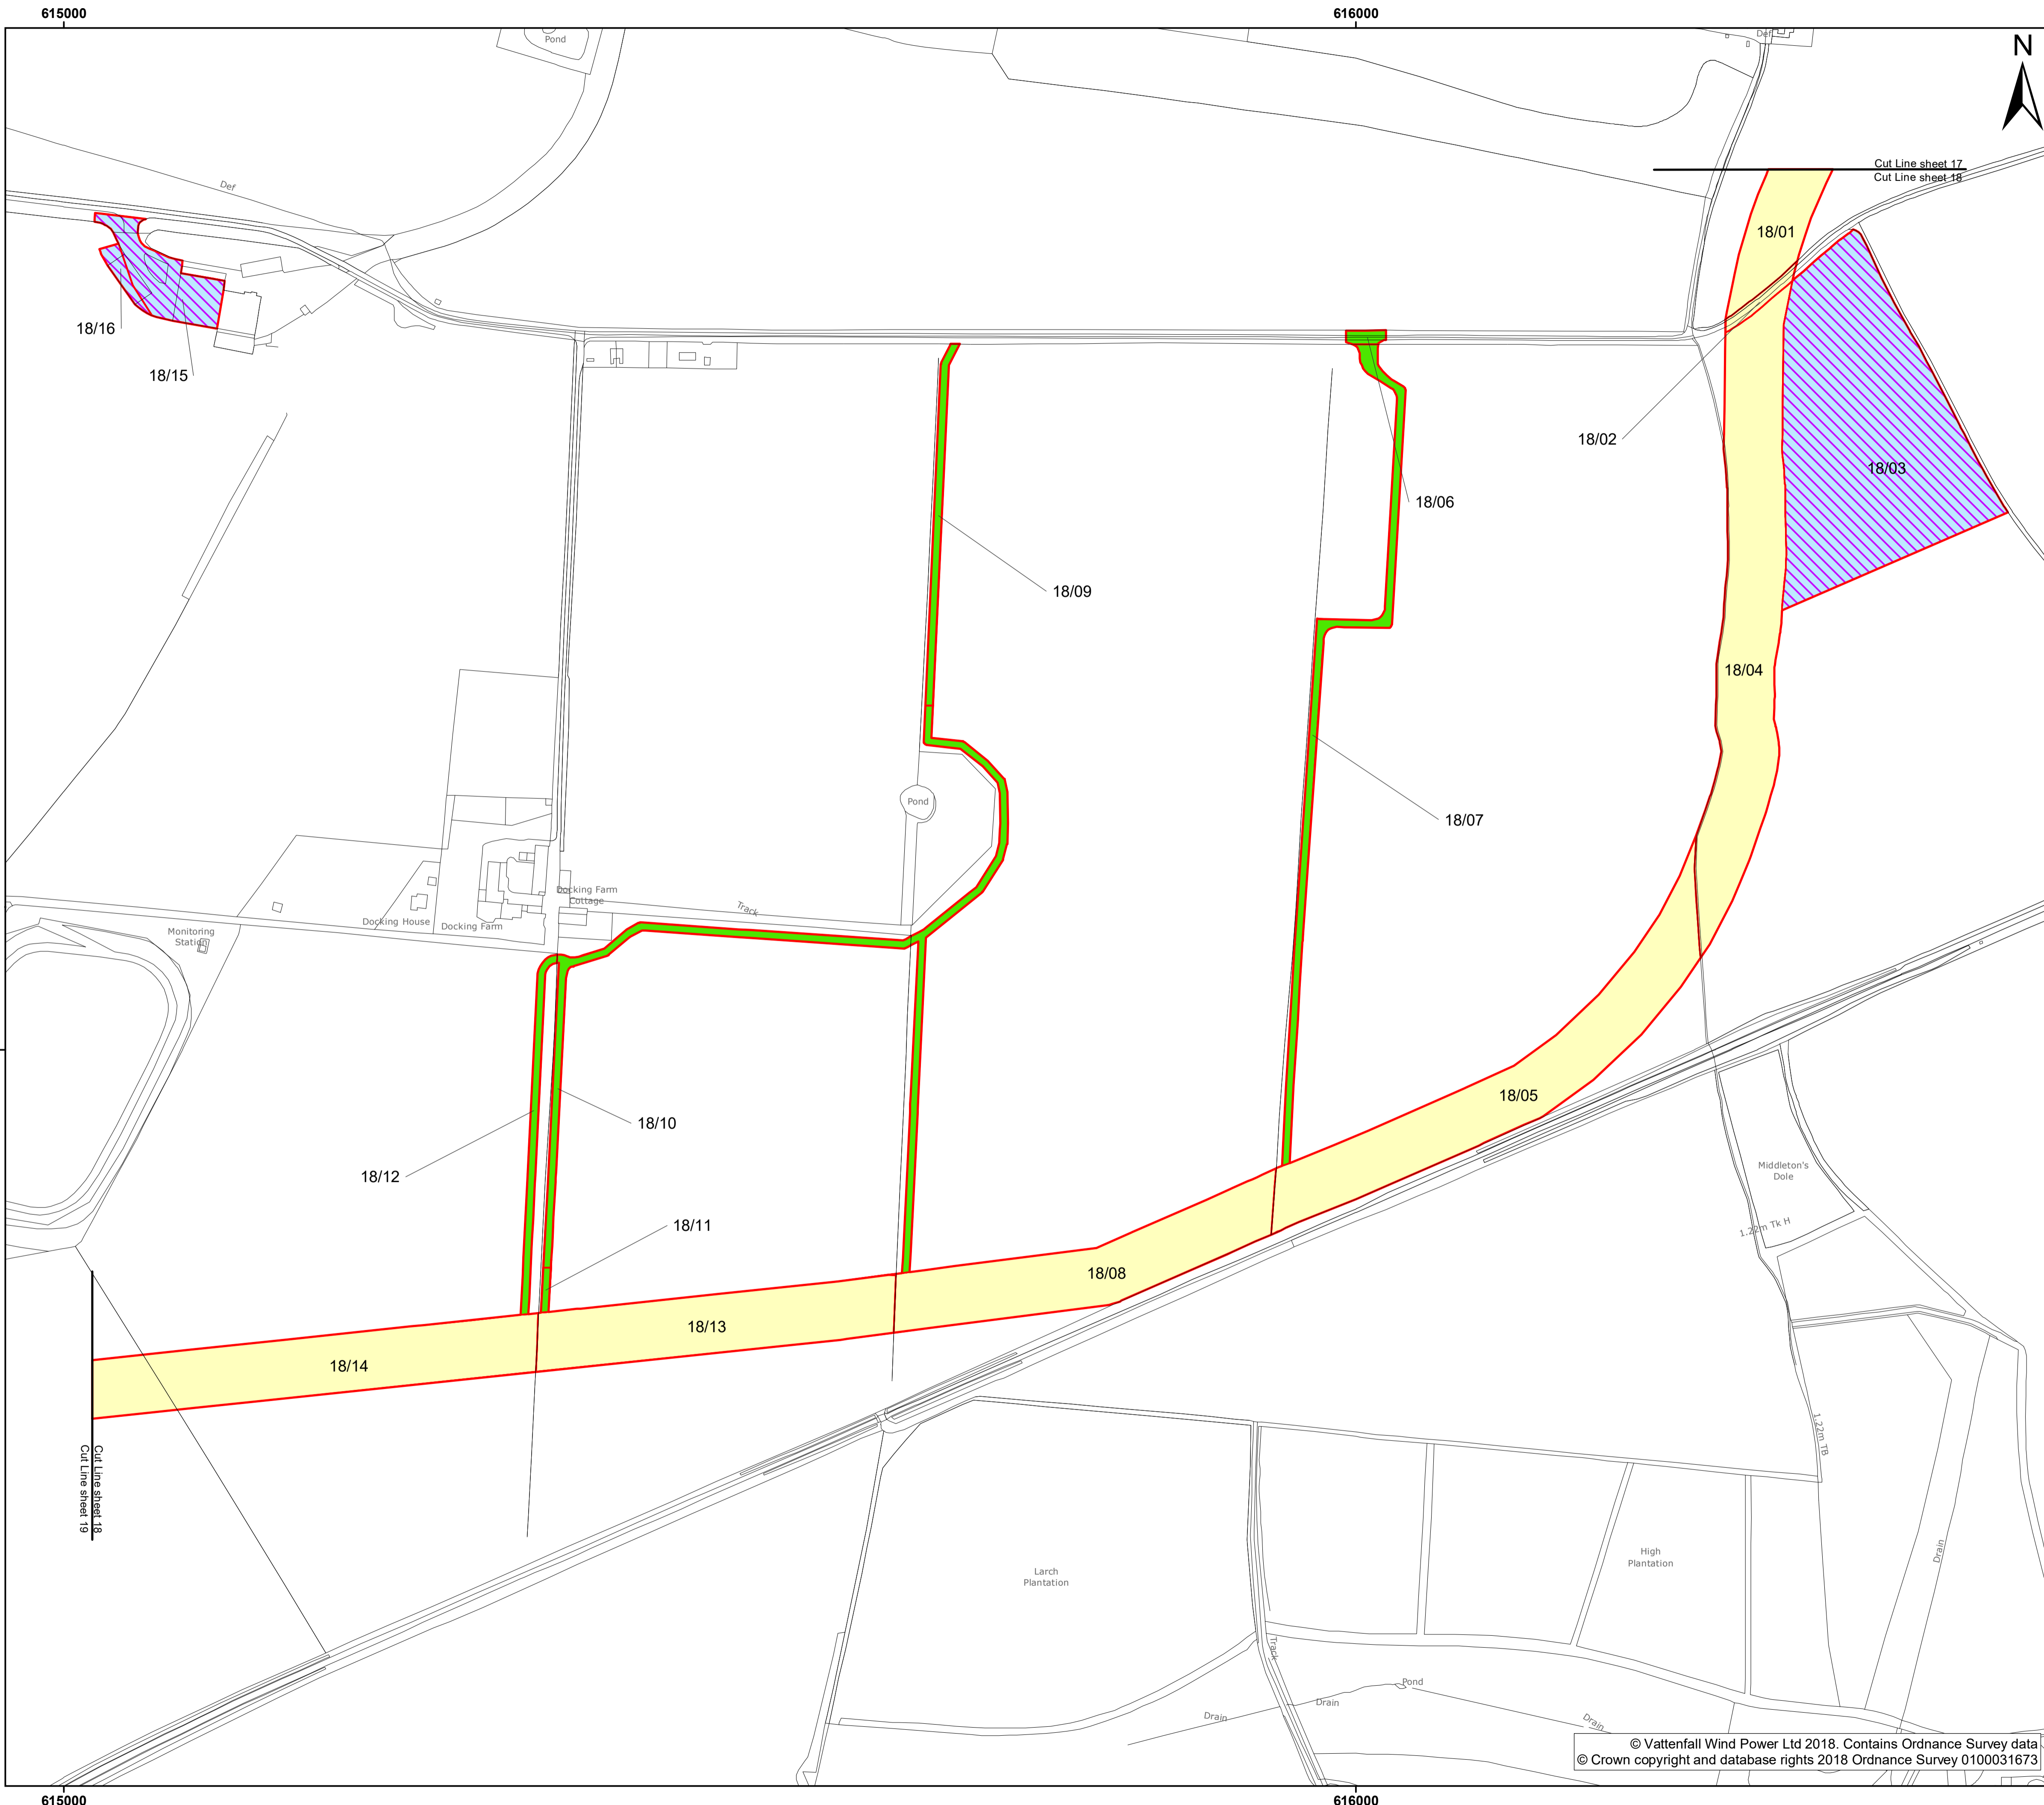 615000
616000
Pond
Def
N
Cut Line sheet 17
Cut Line sheet 18
Def
18/01
18/16
18/15
18/02
18/03
18/06
18/09
18/04
18/07
Pond
Docking Farm
Cottage
Track
Docking House
Docking Farm
Monitoring
Station
18/05
18/10
18/12
18/11
Middleton's
Dole
1.22m Tk H
18/08
18/13
18/14
Cut Line sheet 18
Cut Line sheet 19
1.22m TB
Larch
Plantation
High
Plantation
Drain
Track
Pond
Drain
Drain
Drain
© Vattenfall Wind Power Ltd 2018. Contains Ordnance Survey data
© Crown copyright and database rights 2018 Ordnance Survey 0100031673
615000
616000